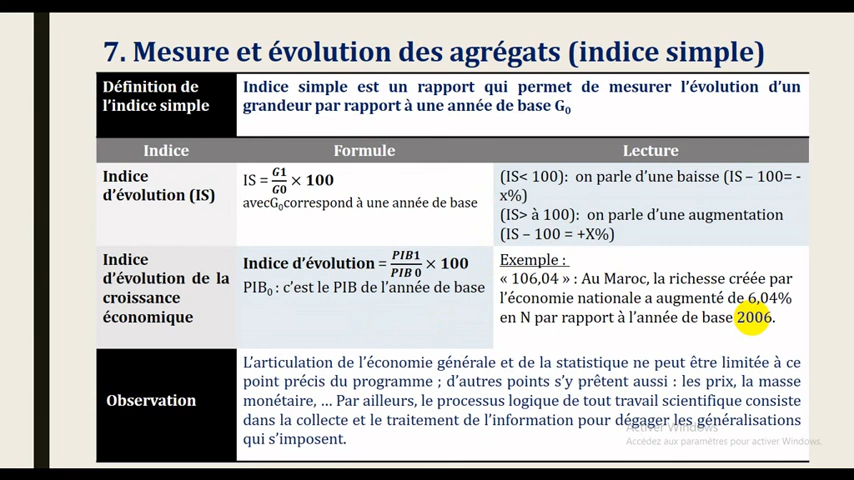 7. Mesure et évolution des agrégats (indice simple)
Définition de l'indice simple
Indice simple est un rapport qui permet de mesurer l'évolution d'un
grandeur par rapport à une année de base G₀
Indice Formule Lecture
Indice
d'évolution (IS)
IS = G1/G0 × 100
avecG₀correspond à une année de base
(IS< 100): on parle d'une baisse (IS – 100= -
x%)
(IS> à 100): on parle d'une augmentation
(IS – 100 = +X%)
Indice
d'évolution de la
croissance
économique
Indice d'évolution = PIB1/PIB 0 × 100
PIB₀ : c'est le PIB de l'année de base
Exemple :
« 106,04 » : Au Maroc, la richesse créée par
l'économie nationale a augmenté de 6,04%
en N par rapport à l'année de base 2006.
Observation
L'articulation de l'économie générale et de la statistique ne peut être limitée à ce
point précis du programme ; d'autres points s'y prêtent aussi : les prix, la masse
monétaire, … Par ailleurs, le processus logique de tout travail scientifique consiste
dans la collecte et le traitement de l'information pour dégager les généralisations
qui s'imposent.
Activer Windows
Accédez aux paramètres pour activer Windows.